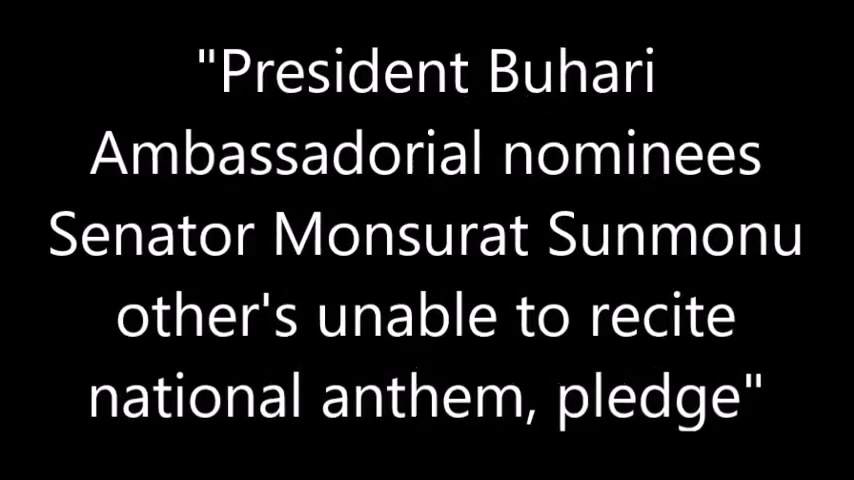 "President Buhari
Ambassadorial nominees
Senator Monsurat Sunmonu
other's unable to recite
national anthem, pledge"